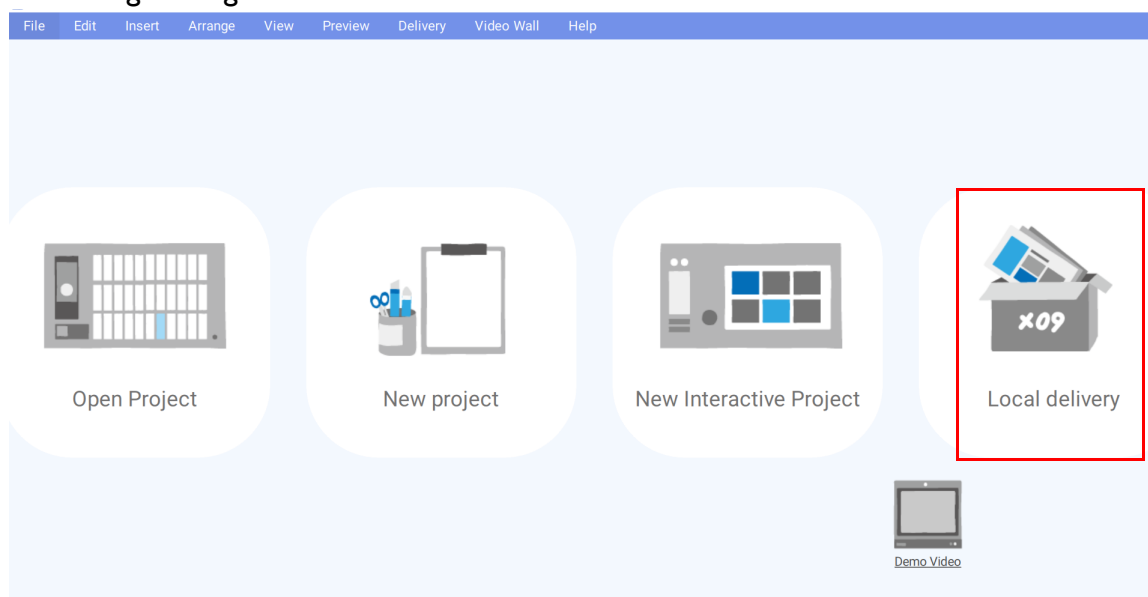 File Edit Insert Arrange View Preview Delivery Video Wall Help
×09
Open Project New project New Interactive Project Local delivery
Demo Video